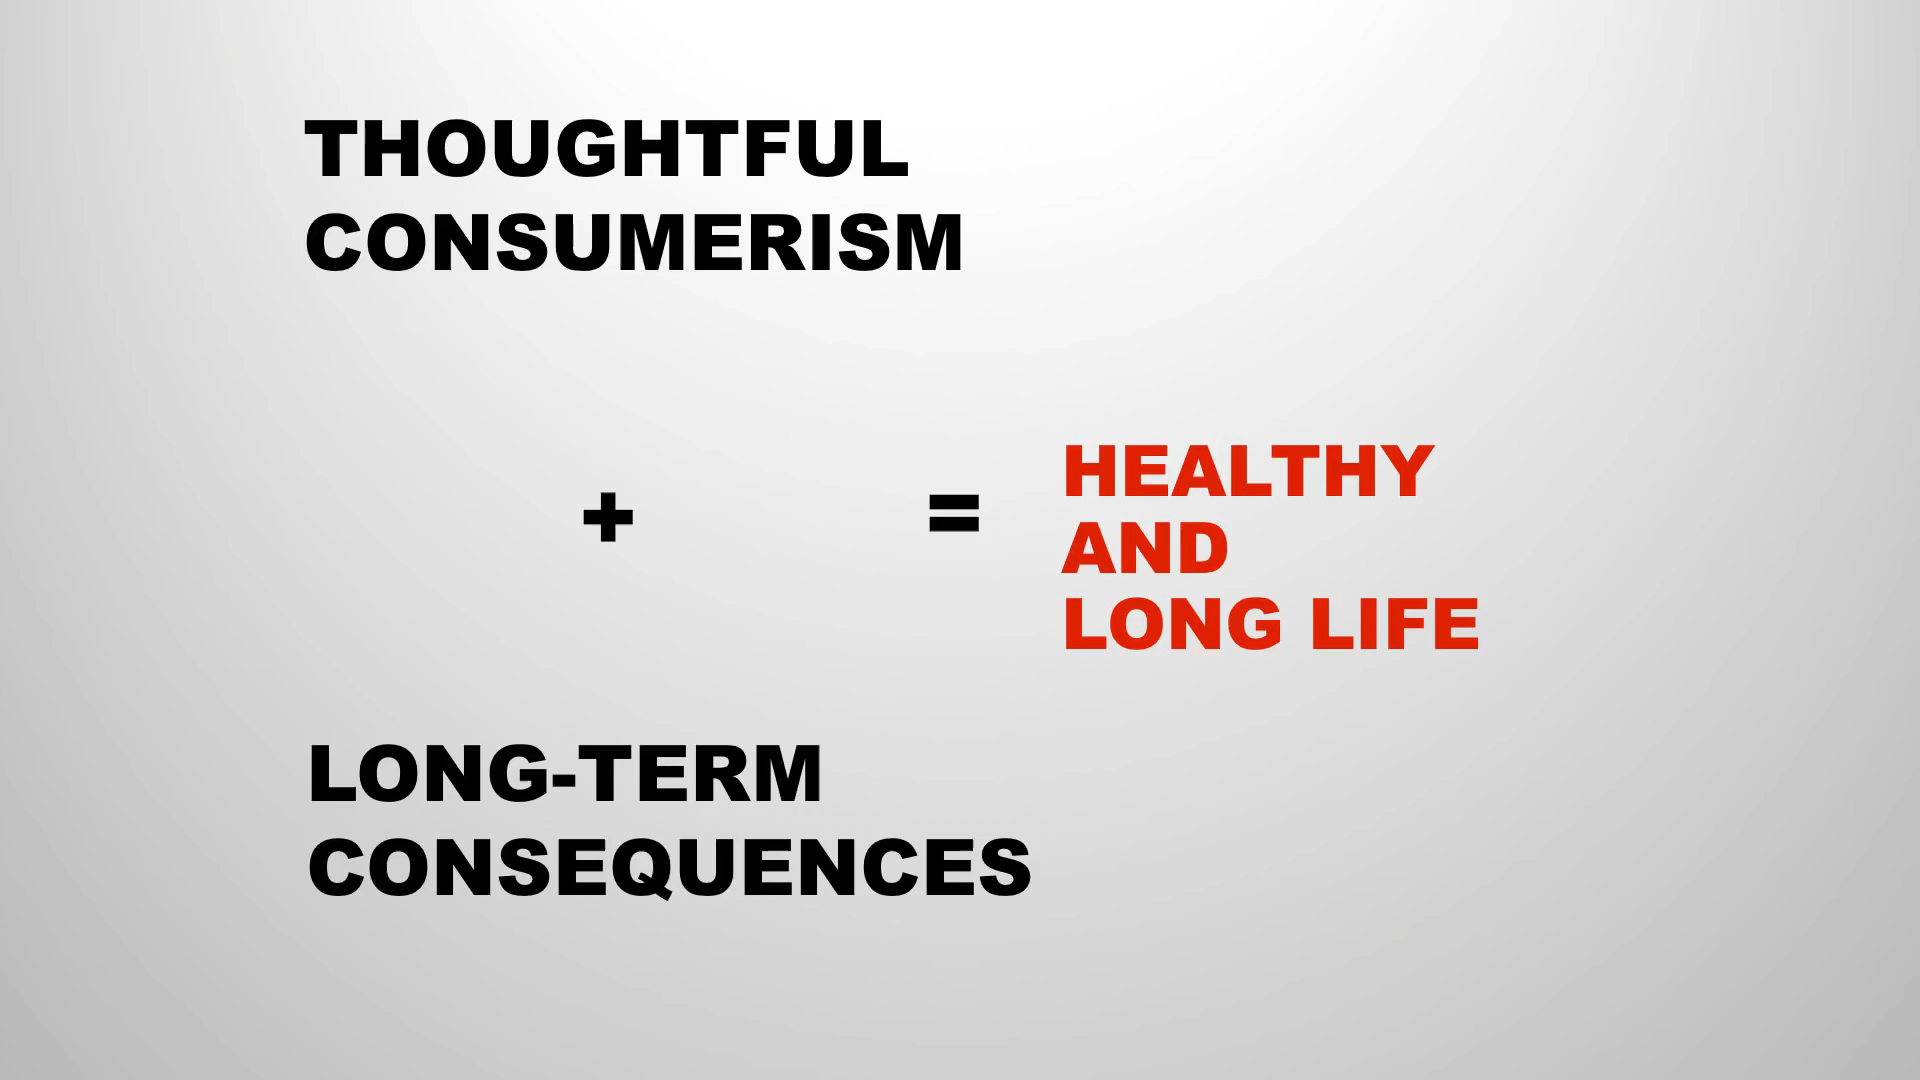 THOUGHTFUL
CONSUMERISM
+
=
HEALTHY
AND
LONG LIFE
LONG-TERM
CONSEQUENCES